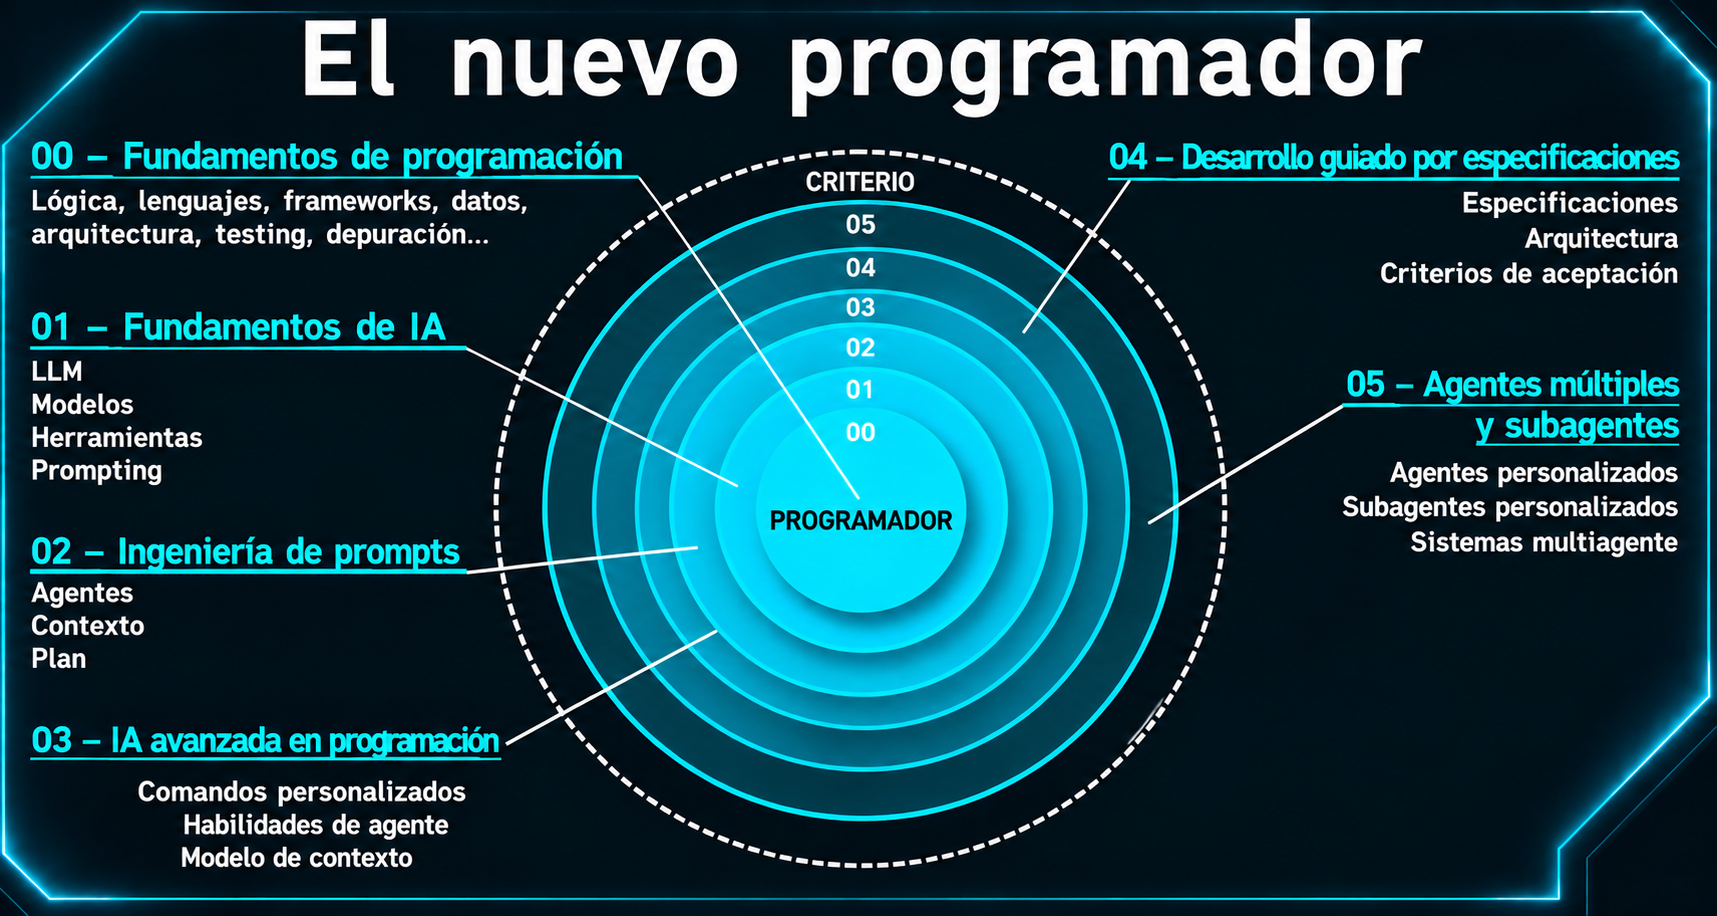 El nuevo programador
00 – Fundamentos de programación
Lógica, lenguajes, frameworks, datos,
arquitectura, testing, depuración...
01 – Fundamentos de IA
LLM
Modelos
Herramientas
Prompting
02 – Ingeniería de prompts
Agentes
Contexto
Plan
03 – IA avanzada en programación
Comandos personalizados
Habilidades de agente
Modelo de contexto
CRITERIO
05
04
03
02
01
00
PROGRAMADOR
04 – Desarrollo guiado por especificaciones
Especificaciones
Arquitectura
Criterios de aceptación
05 – Agentes múltiples
y subagentes
Agentes personalizados
Subagentes personalizados
Sistemas multiagente